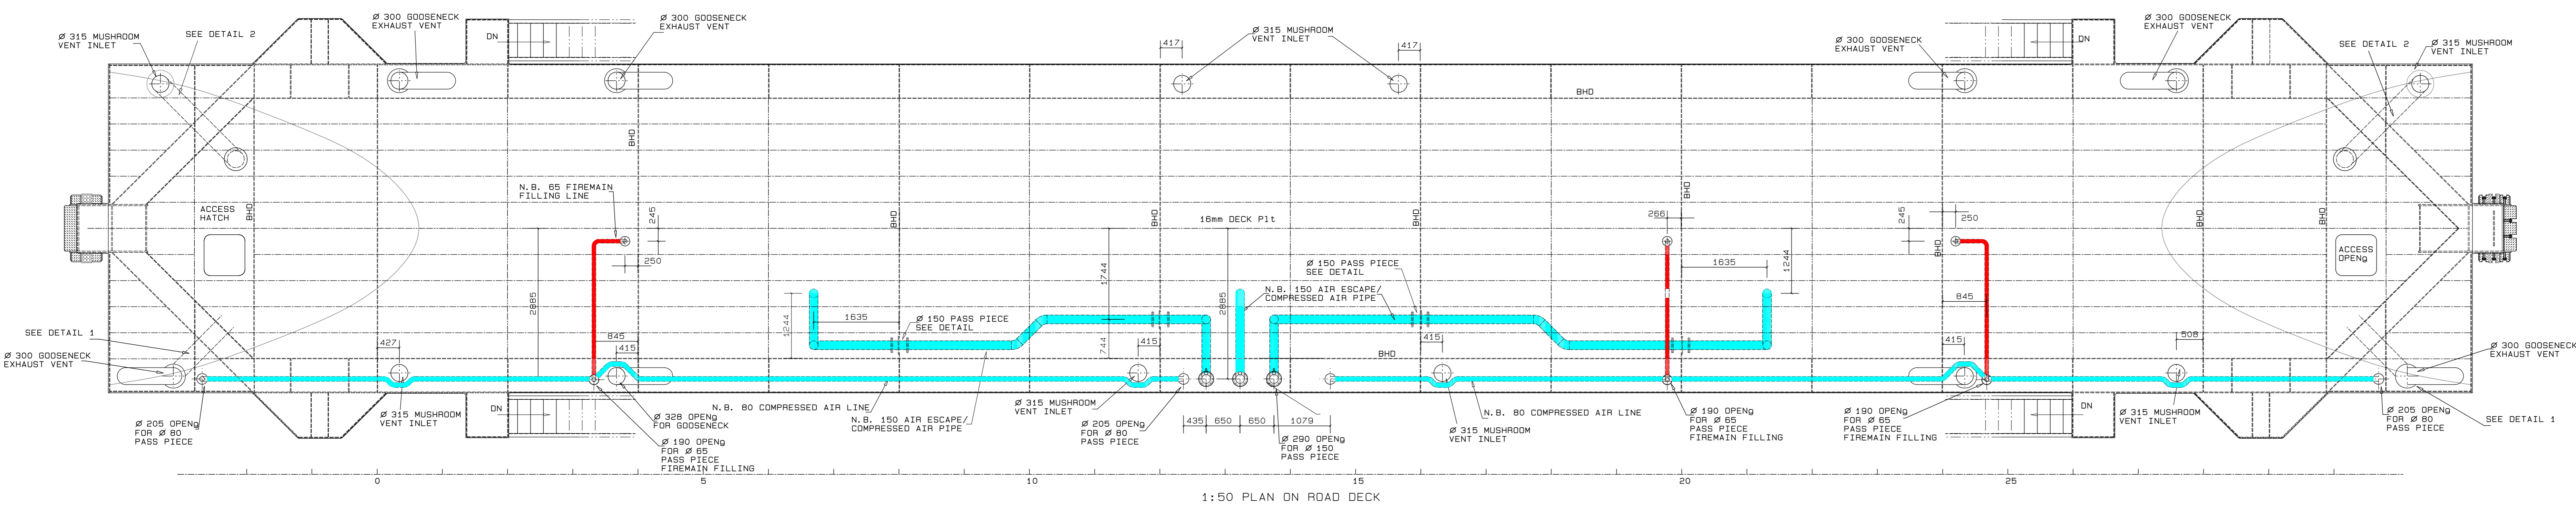 Ø 315 MUSHROOM
VENT INLET
SEE DETAIL 2
Ø 300 GOOSENECK
EXHAUST VENT
DN
Ø 300 GOOSENECK
EXHAUST VENT
417
Ø 315 MUSHROOM
VENT INLET
417
Ø 300 GOOSENECK
EXHAUST VENT
DN
Ø 300 GOOSENECK
EXHAUST VENT
SEE DETAIL 2
Ø 315 MUSHROOM
VENT INLET
BHD
BHD
N.B. 65 FIREMAIN
FILLING LINE
ACCESS
HATCH
BHD
245
250
2885
BHD
BHD
16mm DECK Plt
1744
2885
BHD
BHD
266
1635
1244
245
250
BHD
BHD
BHD
ACCESS
OPENg
Ø 150 PASS PIECE
SEE DETAIL
N.B. 150 AIR ESCAPE/
COMPRESSED AIR PIPE
845
1244
1635
Ø 150 PASS PIECE
SEE DETAIL
SEE DETAIL 1
Ø 300 GOOSENECK
EXHAUST VENT
427
845
415
744
415
BHD
415
415
508
Ø 300 GOOSENECK
EXHAUST VENT
Ø 205 OPENg
FOR Ø 80
PASS PIECE
Ø 315 MUSHROOM
VENT INLET
DN
Ø 328 OPENg
FOR GOOSENECK
Ø 190 OPENg
FOR Ø 65
PASS PIECE
FIREMAIN FILLING
N.B. 80 COMPRESSED AIR LINE
N.B. 150 AIR ESCAPE/
COMPRESSED AIR PIPE
Ø 315 MUSHROOM
VENT INLET
Ø 205 OPENg
FOR Ø 80
PASS PIECE
435
650
650
1079
Ø 290 OPENg
FOR Ø 150
PASS PIECE
Ø 315 MUSHROOM
VENT INLET
N.B. 80 COMPRESSED AIR LINE
Ø 190 OPENg
FOR Ø 65
PASS PIECE
FIREMAIN FILLING
Ø 190 OPENg
FOR Ø 65
PASS PIECE
FIREMAIN FILLING
DN
Ø 315 MUSHROOM
VENT INLET
Ø 205 OPENg
FOR Ø 80
PASS PIECE
SEE DETAIL 1
0
5
10
15
20
25
1:50 PLAN ON ROAD DECK